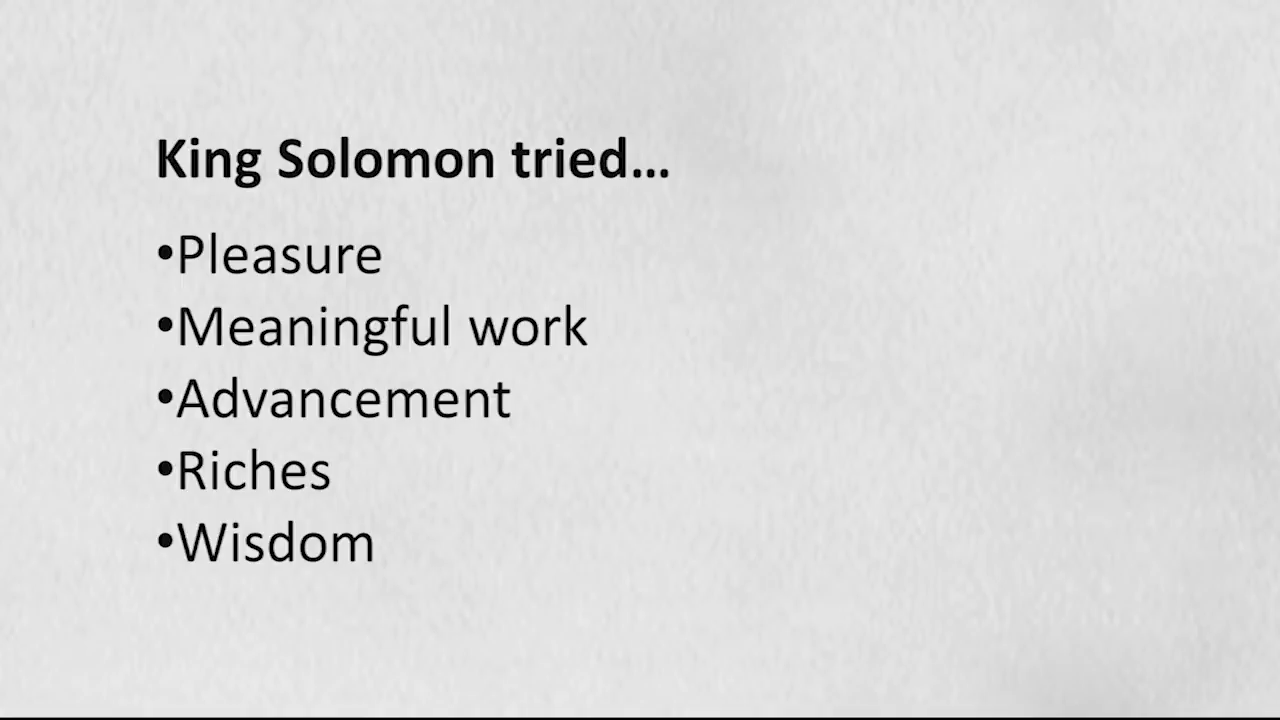 King Solomon tried…
•Pleasure
•Meaningful work
•Advancement
•Riches
•Wisdom